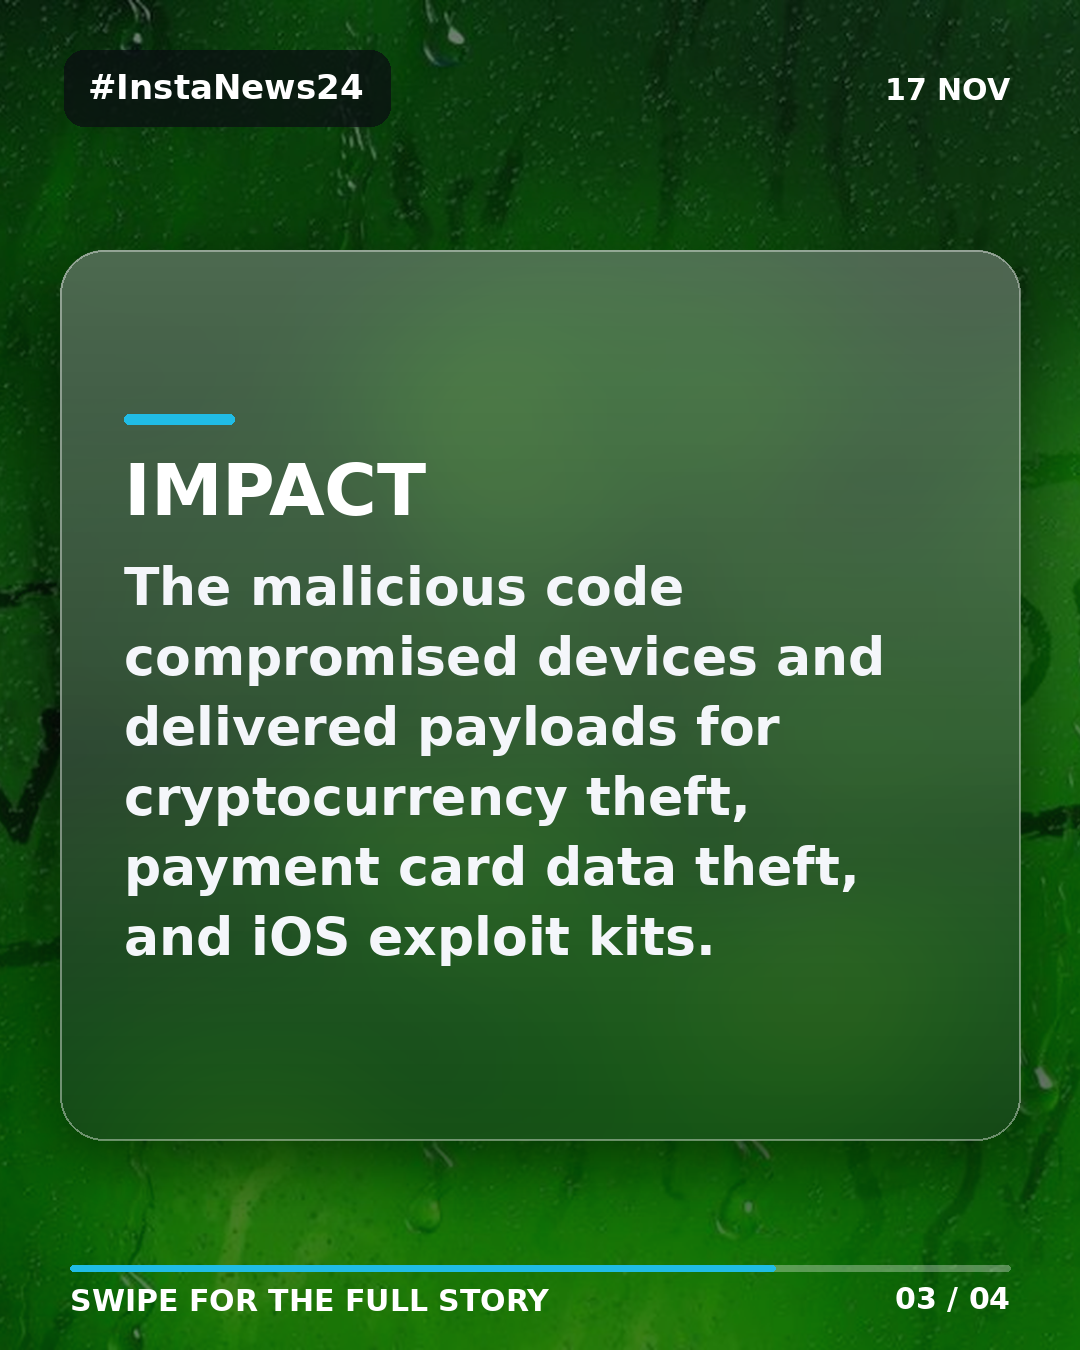 #InstaNews24
17 NOV
IMPACT
The malicious code
compromised devices and
delivered payloads for
cryptocurrency theft,
payment card data theft,
and iOS exploit kits.
SWIPE FOR THE FULL STORY
03 / 04